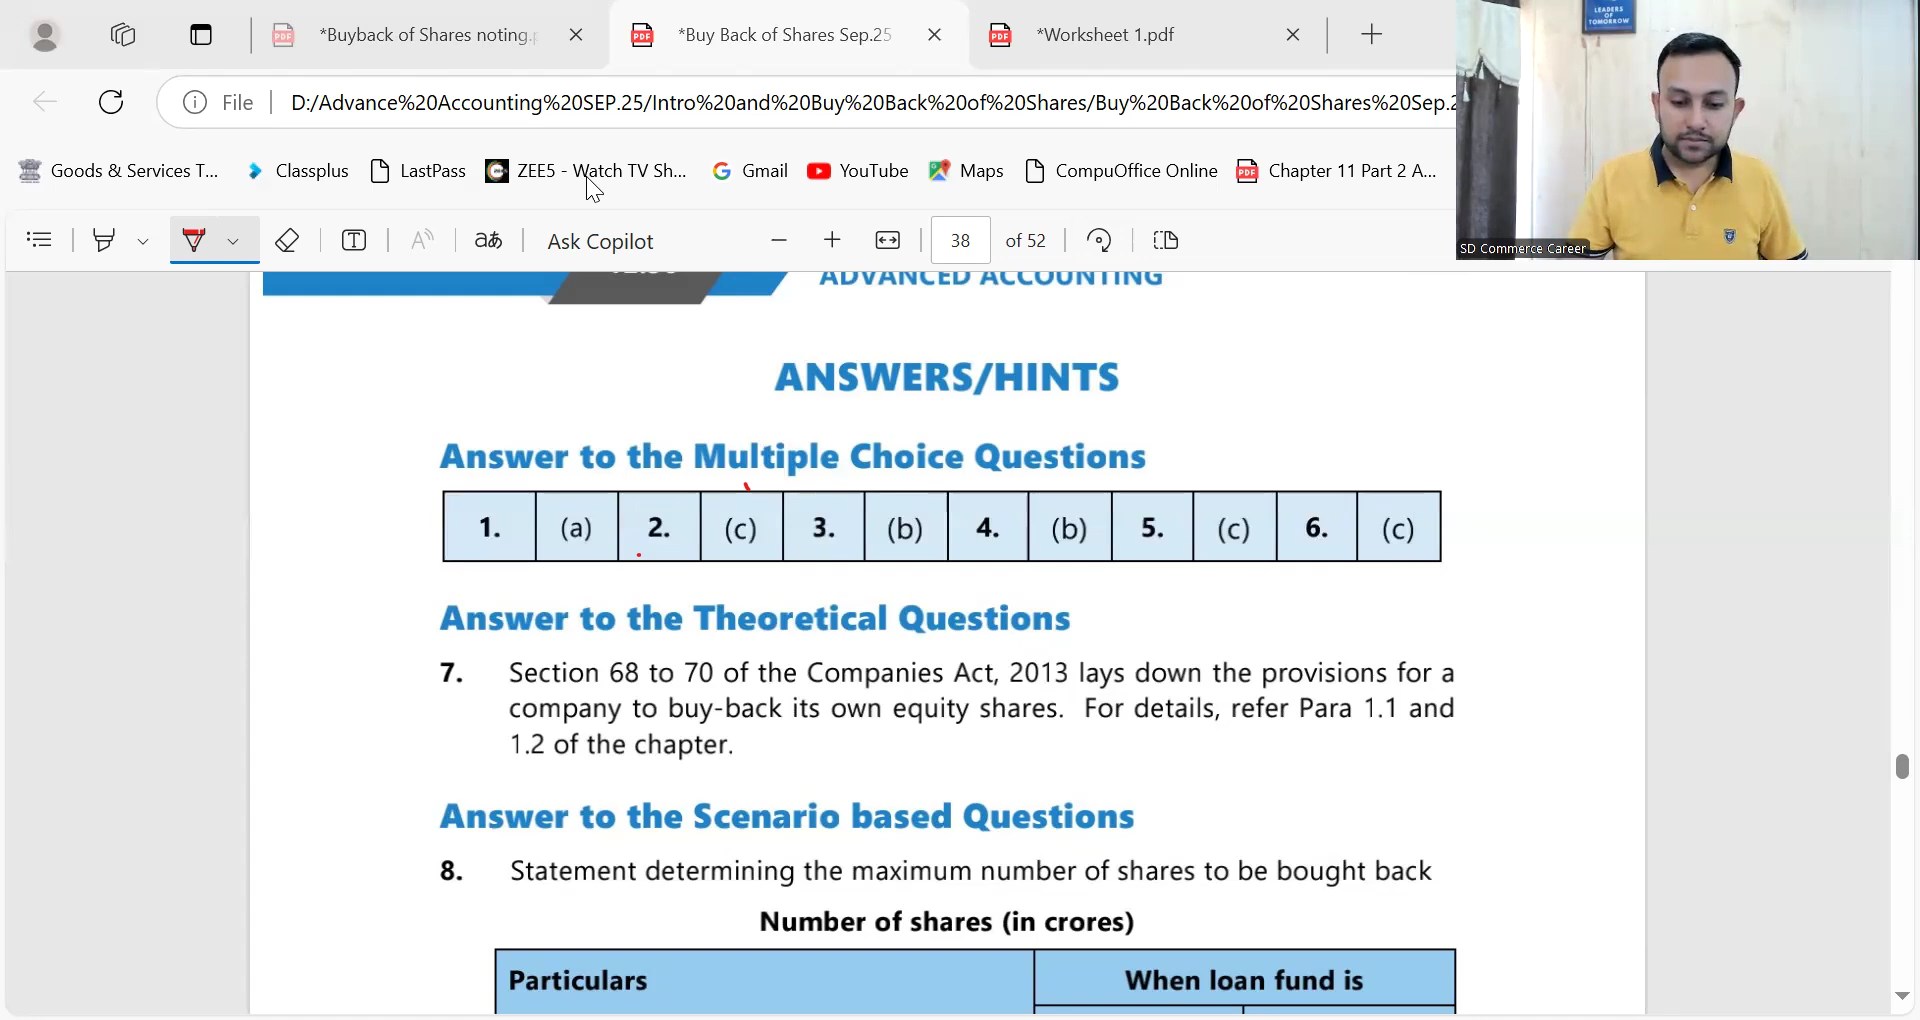 *Buyback of Shares noting.p
*Buy Back of Shares Sep.25
*Worksheet 1.pdf
File
D:/Advance%20Accounting%20SEP.25/Intro%20and%20Buy%20Back%20of%20Shares/Buy%20Back%20of%20Shares%20Sep.2
Goods & Services T...
Classplus
LastPass
ZEE5 - Watch TV Sh...
Gmail
YouTube
Maps
CompuOffice Online
PDF
Chapter 11 Part 2 A...
LEADERS
OF
TOMORROW
SD Commerce Career
Ask Copilot
38 of 52
ADVANCED ACCOUNTING
ANSWERS/HINTS
Answer to the Multiple Choice Questions
1. (a) 2. (c) 3. (b) 4. (b) 5. (c) 6. (c)
Answer to the Theoretical Questions
7. Section 68 to 70 of the Companies Act, 2013 lays down the provisions for a
company to buy-back its own equity shares. For details, refer Para 1.1 and
1.2 of the chapter.
Answer to the Scenario based Questions
8. Statement determining the maximum number of shares to be bought back
Number of shares (in crores)
Particulars When loan fund is